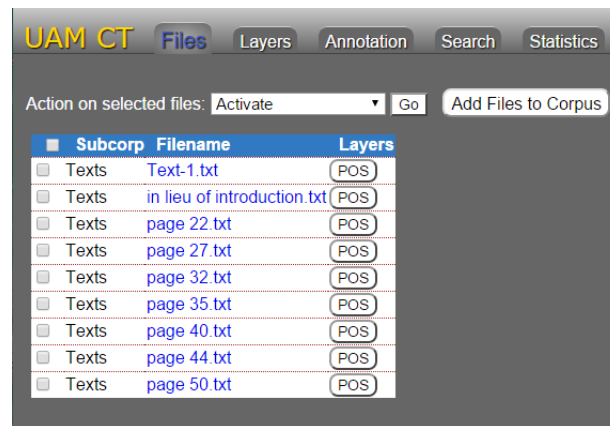 UAM CT Files Layers Annotation Search Statistics
Action on selected files: Activate Go Add Files to Corpus
Subcorp Filename Layers
Texts Text-1.txt POS
Texts in lieu of introduction.txt POS
Texts page 22.txt POS
Texts page 27.txt POS
Texts page 32.txt POS
Texts page 35.txt POS
Texts page 40.txt POS
Texts page 44.txt POS
Texts page 50.txt POS